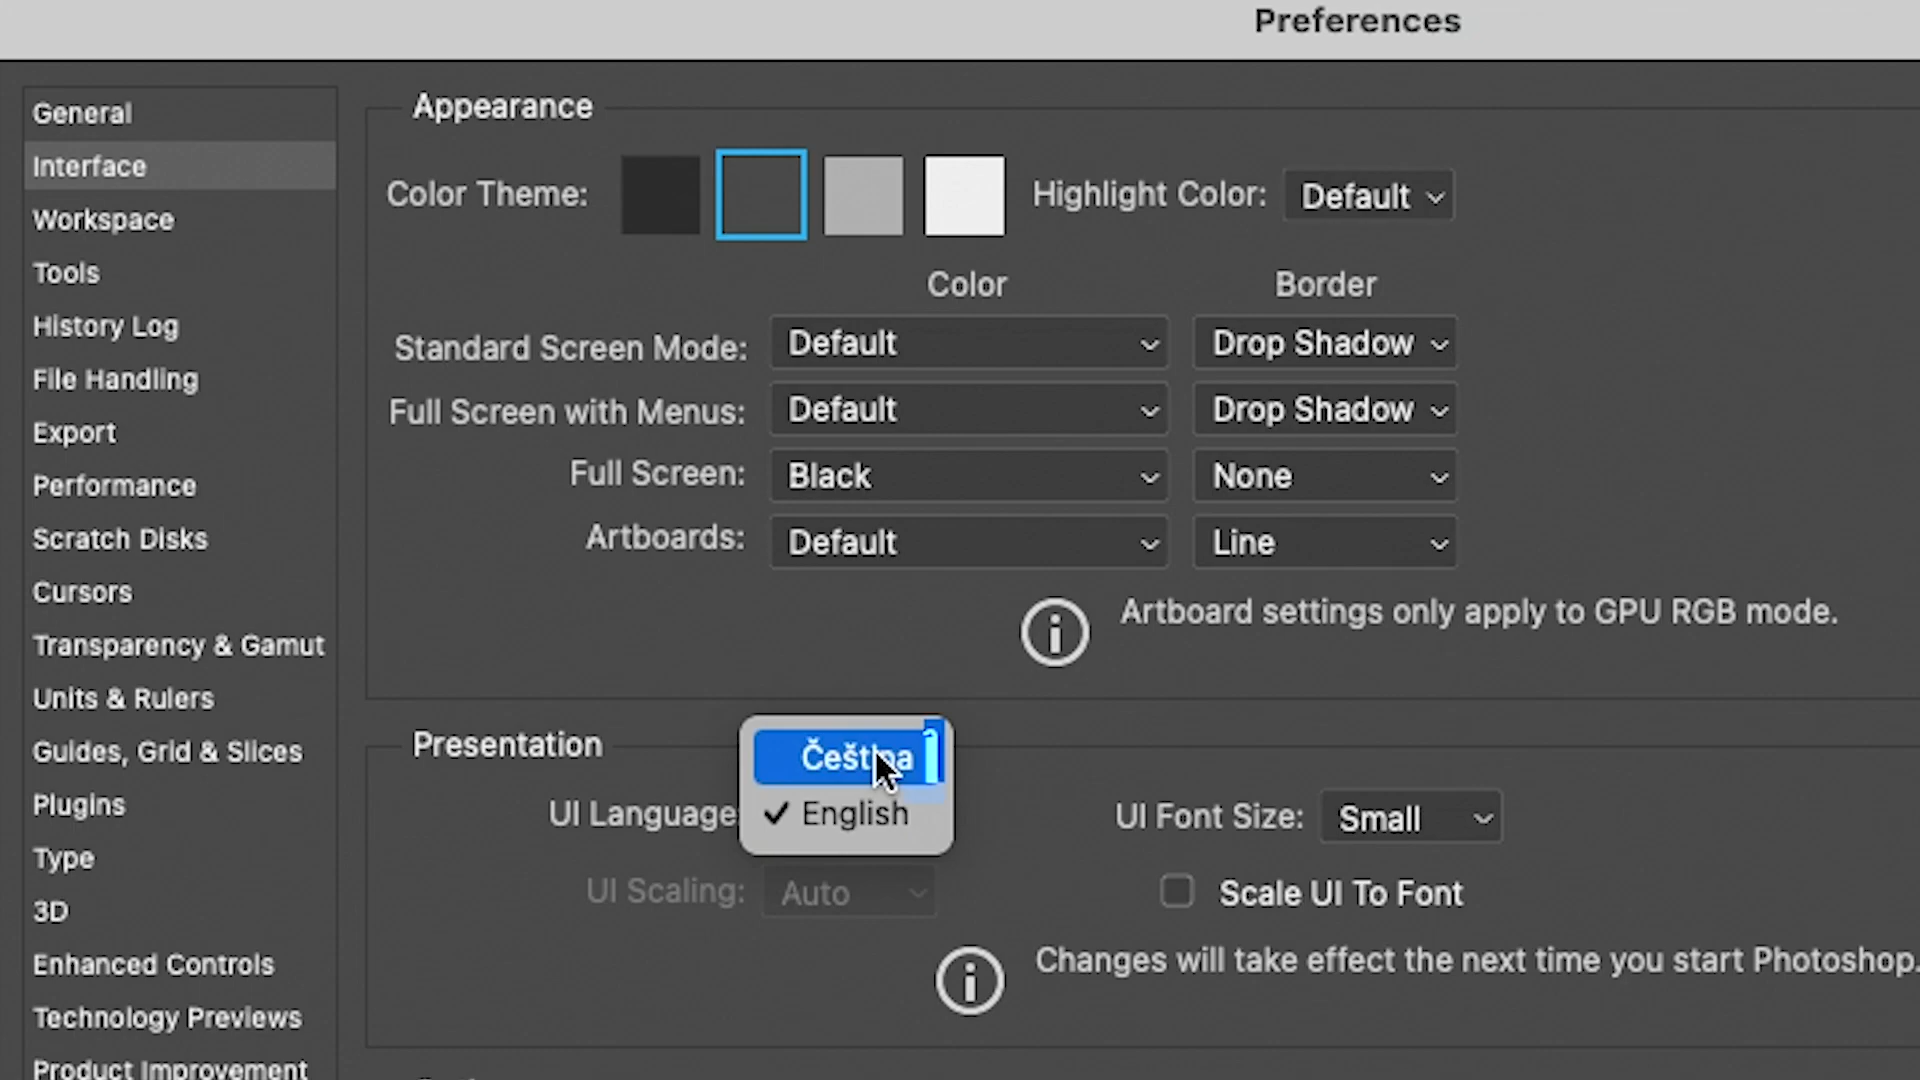 Preferences
General
Interface
Workspace
Tools
History Log
File Handling
Export
Performance
Scratch Disks
Cursors
Transparency & Gamut
Units & Rulers
Guides, Grid & Slices
Plugins
Type
3D
Enhanced Controls
Technology Previews
Product Improvement
Appearance
Color Theme:
Highlight Color: Default
Color Border
Standard Screen Mode: Default Drop Shadow
Full Screen with Menus: Default Drop Shadow
Full Screen: Black None
Artboards: Default Line
Artboard settings only apply to GPU RGB mode.
Presentation
Čeština
UI Language: English
UI Font Size: Small
UI Scaling: Auto
Scale UI To Font
Changes will take effect the next time you start Photoshop.